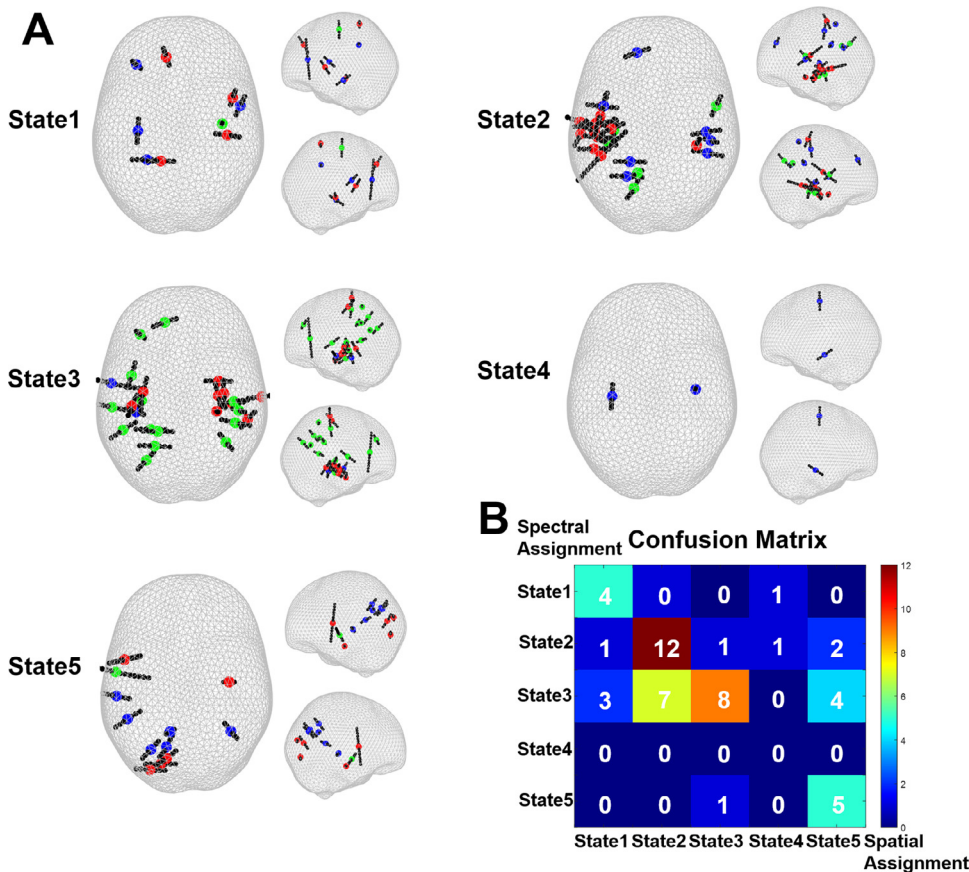 A
State1
State2
State3
State4
State5
B
Spectral
Assignment
Confusion Matrix
State1 4 0 0 1 0
State2 1 12 1 1 2
State3 3 7 8 0 4
State4 0 0 0 0 0
State5 0 0 1 0 5
State1 State2 State3 State4 State5 Spatial
Assignment
12
10
8
6
4
2
0